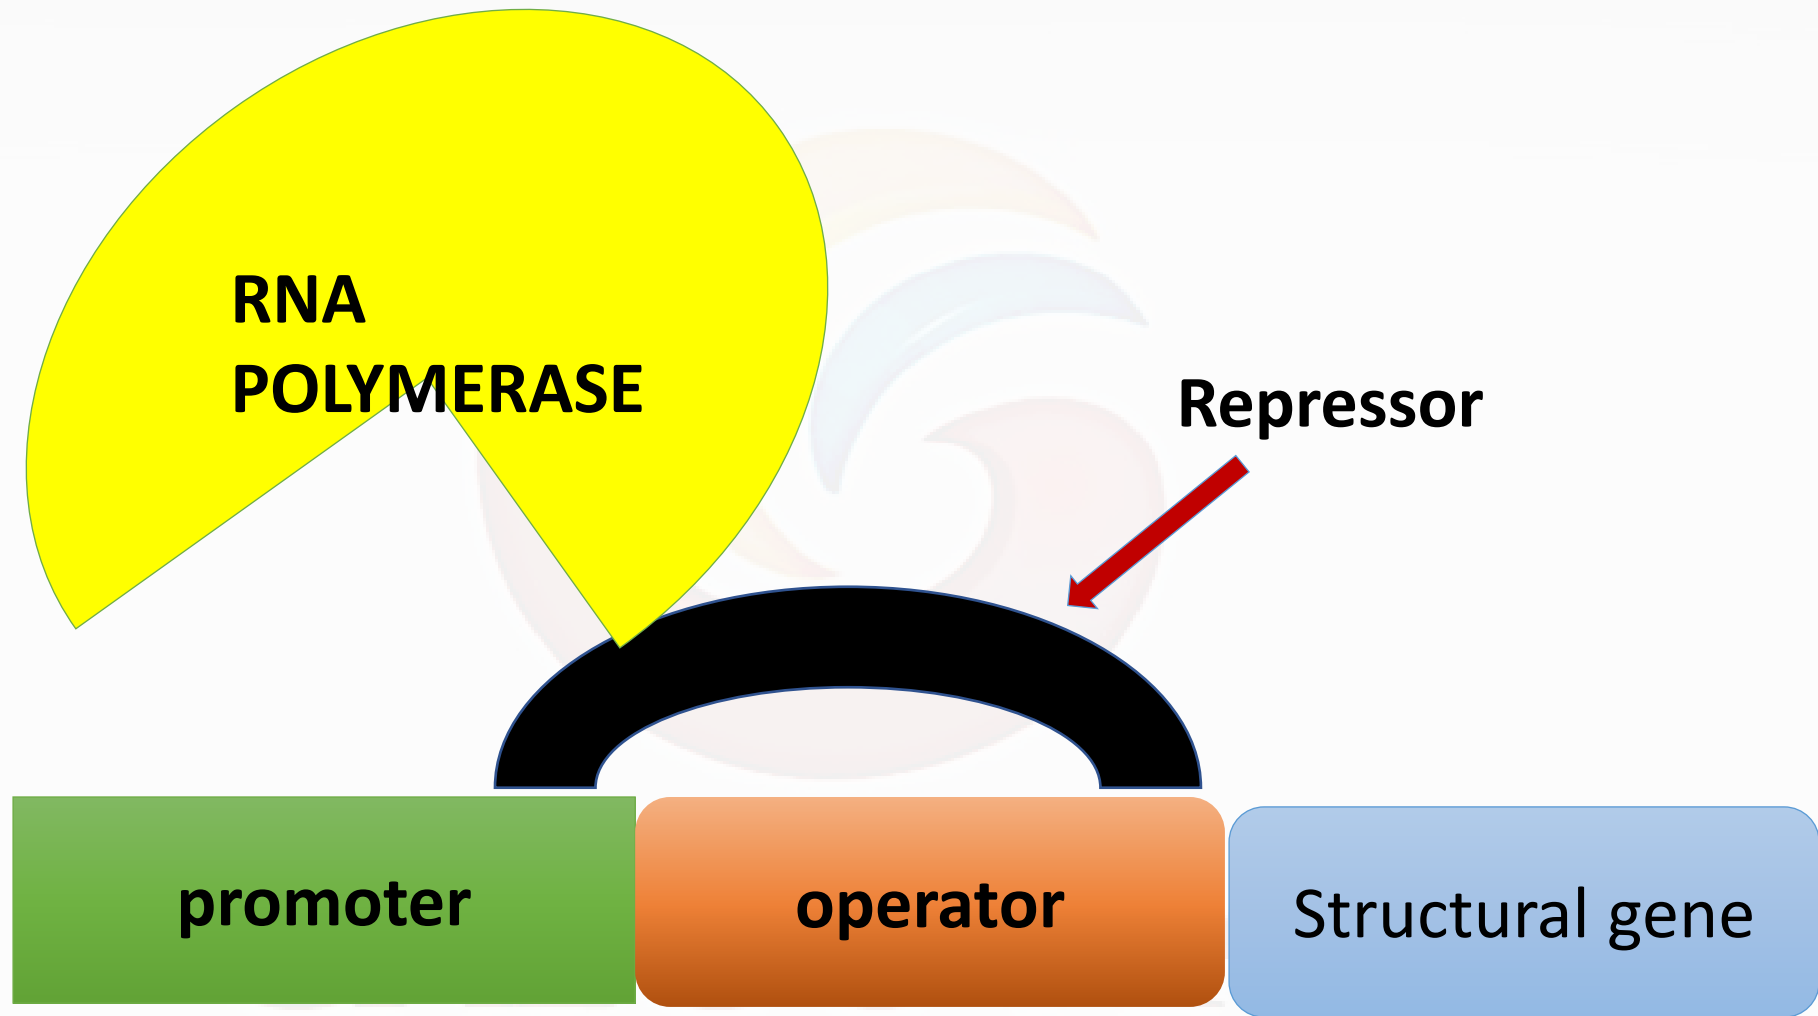 RNA
POLYMERASE
Repressor
promoter
operator
Structural gene